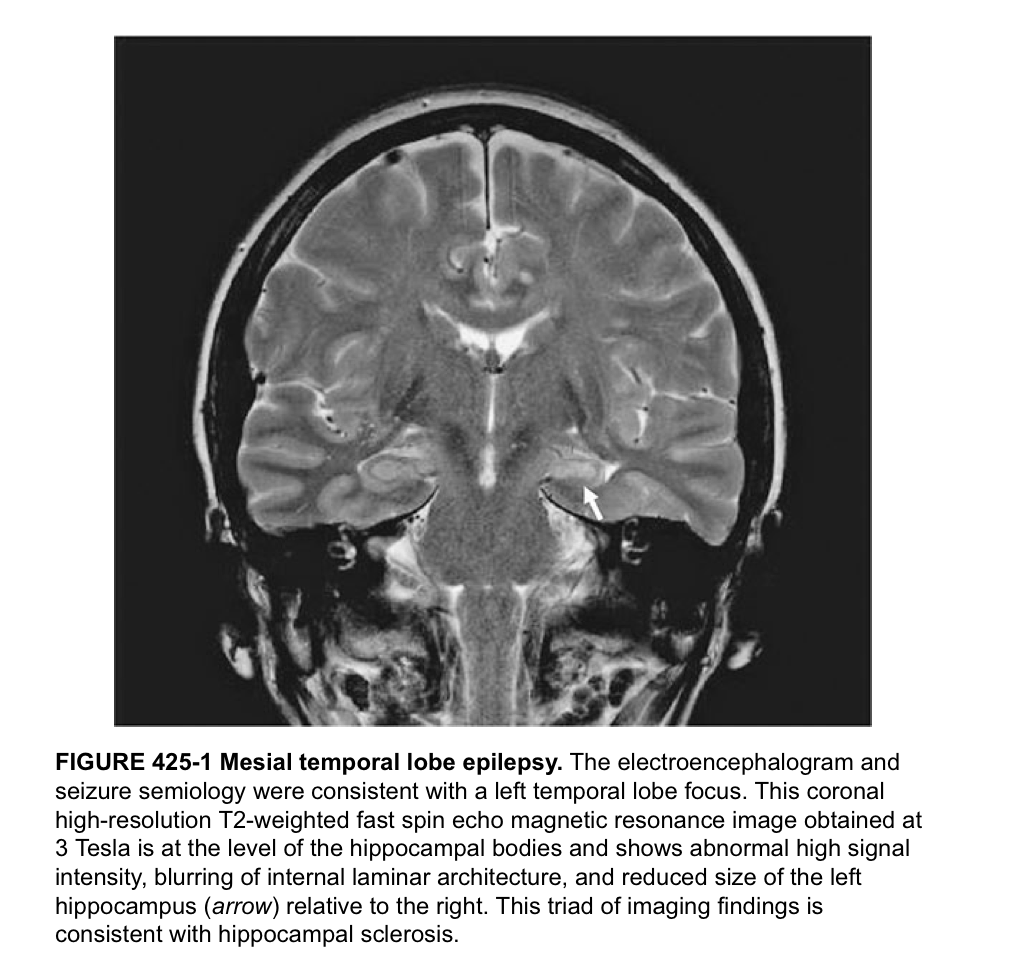 FIGURE 425-1 Mesial temporal lobe epilepsy. The electroencephalogram and
seizure semiology were consistent with a left temporal lobe focus. This coronal
high-resolution T2-weighted fast spin echo magnetic resonance image obtained at
3 Tesla is at the level of the hippocampal bodies and shows abnormal high signal
intensity, blurring of internal laminar architecture, and reduced size of the left
hippocampus (arrow) relative to the right. This triad of imaging findings is
consistent with hippocampal sclerosis.